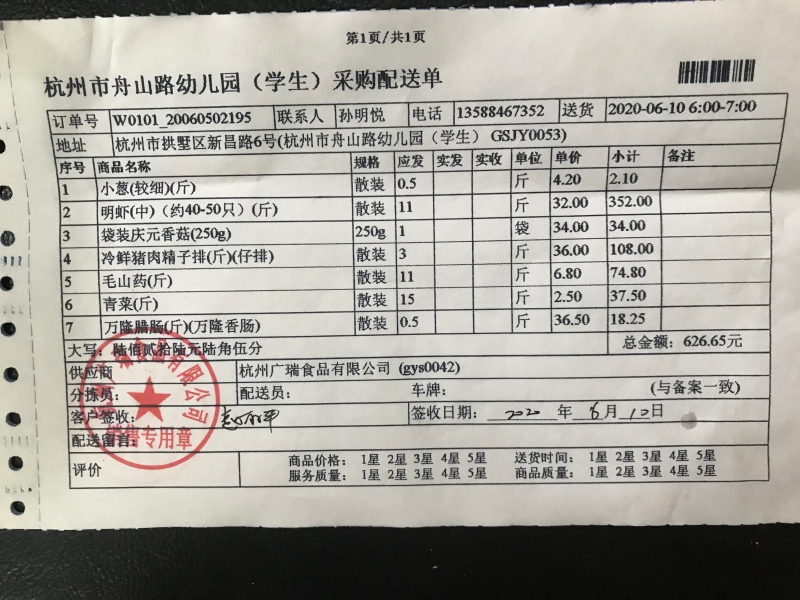 第1页/共1页
杭州市舟山路幼儿园（学生）采购配送单
订单号 W0101_20060502195 联系人 孙明悦 电话 13588467352 送货 2020-06-10 6:00-7:00
地址 杭州市拱墅区新昌路6号(杭州市舟山路幼儿园（学生） GSJY0053)
序号 商品名称 规格 应发 实发 实收 单位 单价 小计 备注
1 小葱(较细)(斤) 散装 0.5 斤 4.20 2.10
2 明虾(中)（约40-50只）(斤) 散装 11 斤 32.00 352.00
3 袋装庆元香菇(250g) 250g 1 袋 34.00 34.00
4 冷鲜猪肉精子排(斤)(仔排) 散装 3 斤 36.00 108.00
5 毛山药(斤) 散装 11 斤 6.80 74.80
6 青菜(斤) 散装 15 斤 2.50 37.50
7 万隆腊肠(斤)(万隆香肠) 散装 0.5 斤 36.50 18.25
大写：陆佰贰拾陆元陆角伍分 总金额：626.65元
供应商 杭州广瑞食品有限公司 (gys0042)
分拣员： 配送员： 车牌： (与备案一致)
客户签收： 签收日期： 2020 年 6月 10日
配送留言：
销售专用章
评价 商品价格： 1星 2星 3星 4星 5星 送货时间： 1星 2星 3星 4星 5星
服务质量： 1星 2星 3星 4星 5星 商品质量： 1星 2星 3星 4星 5星